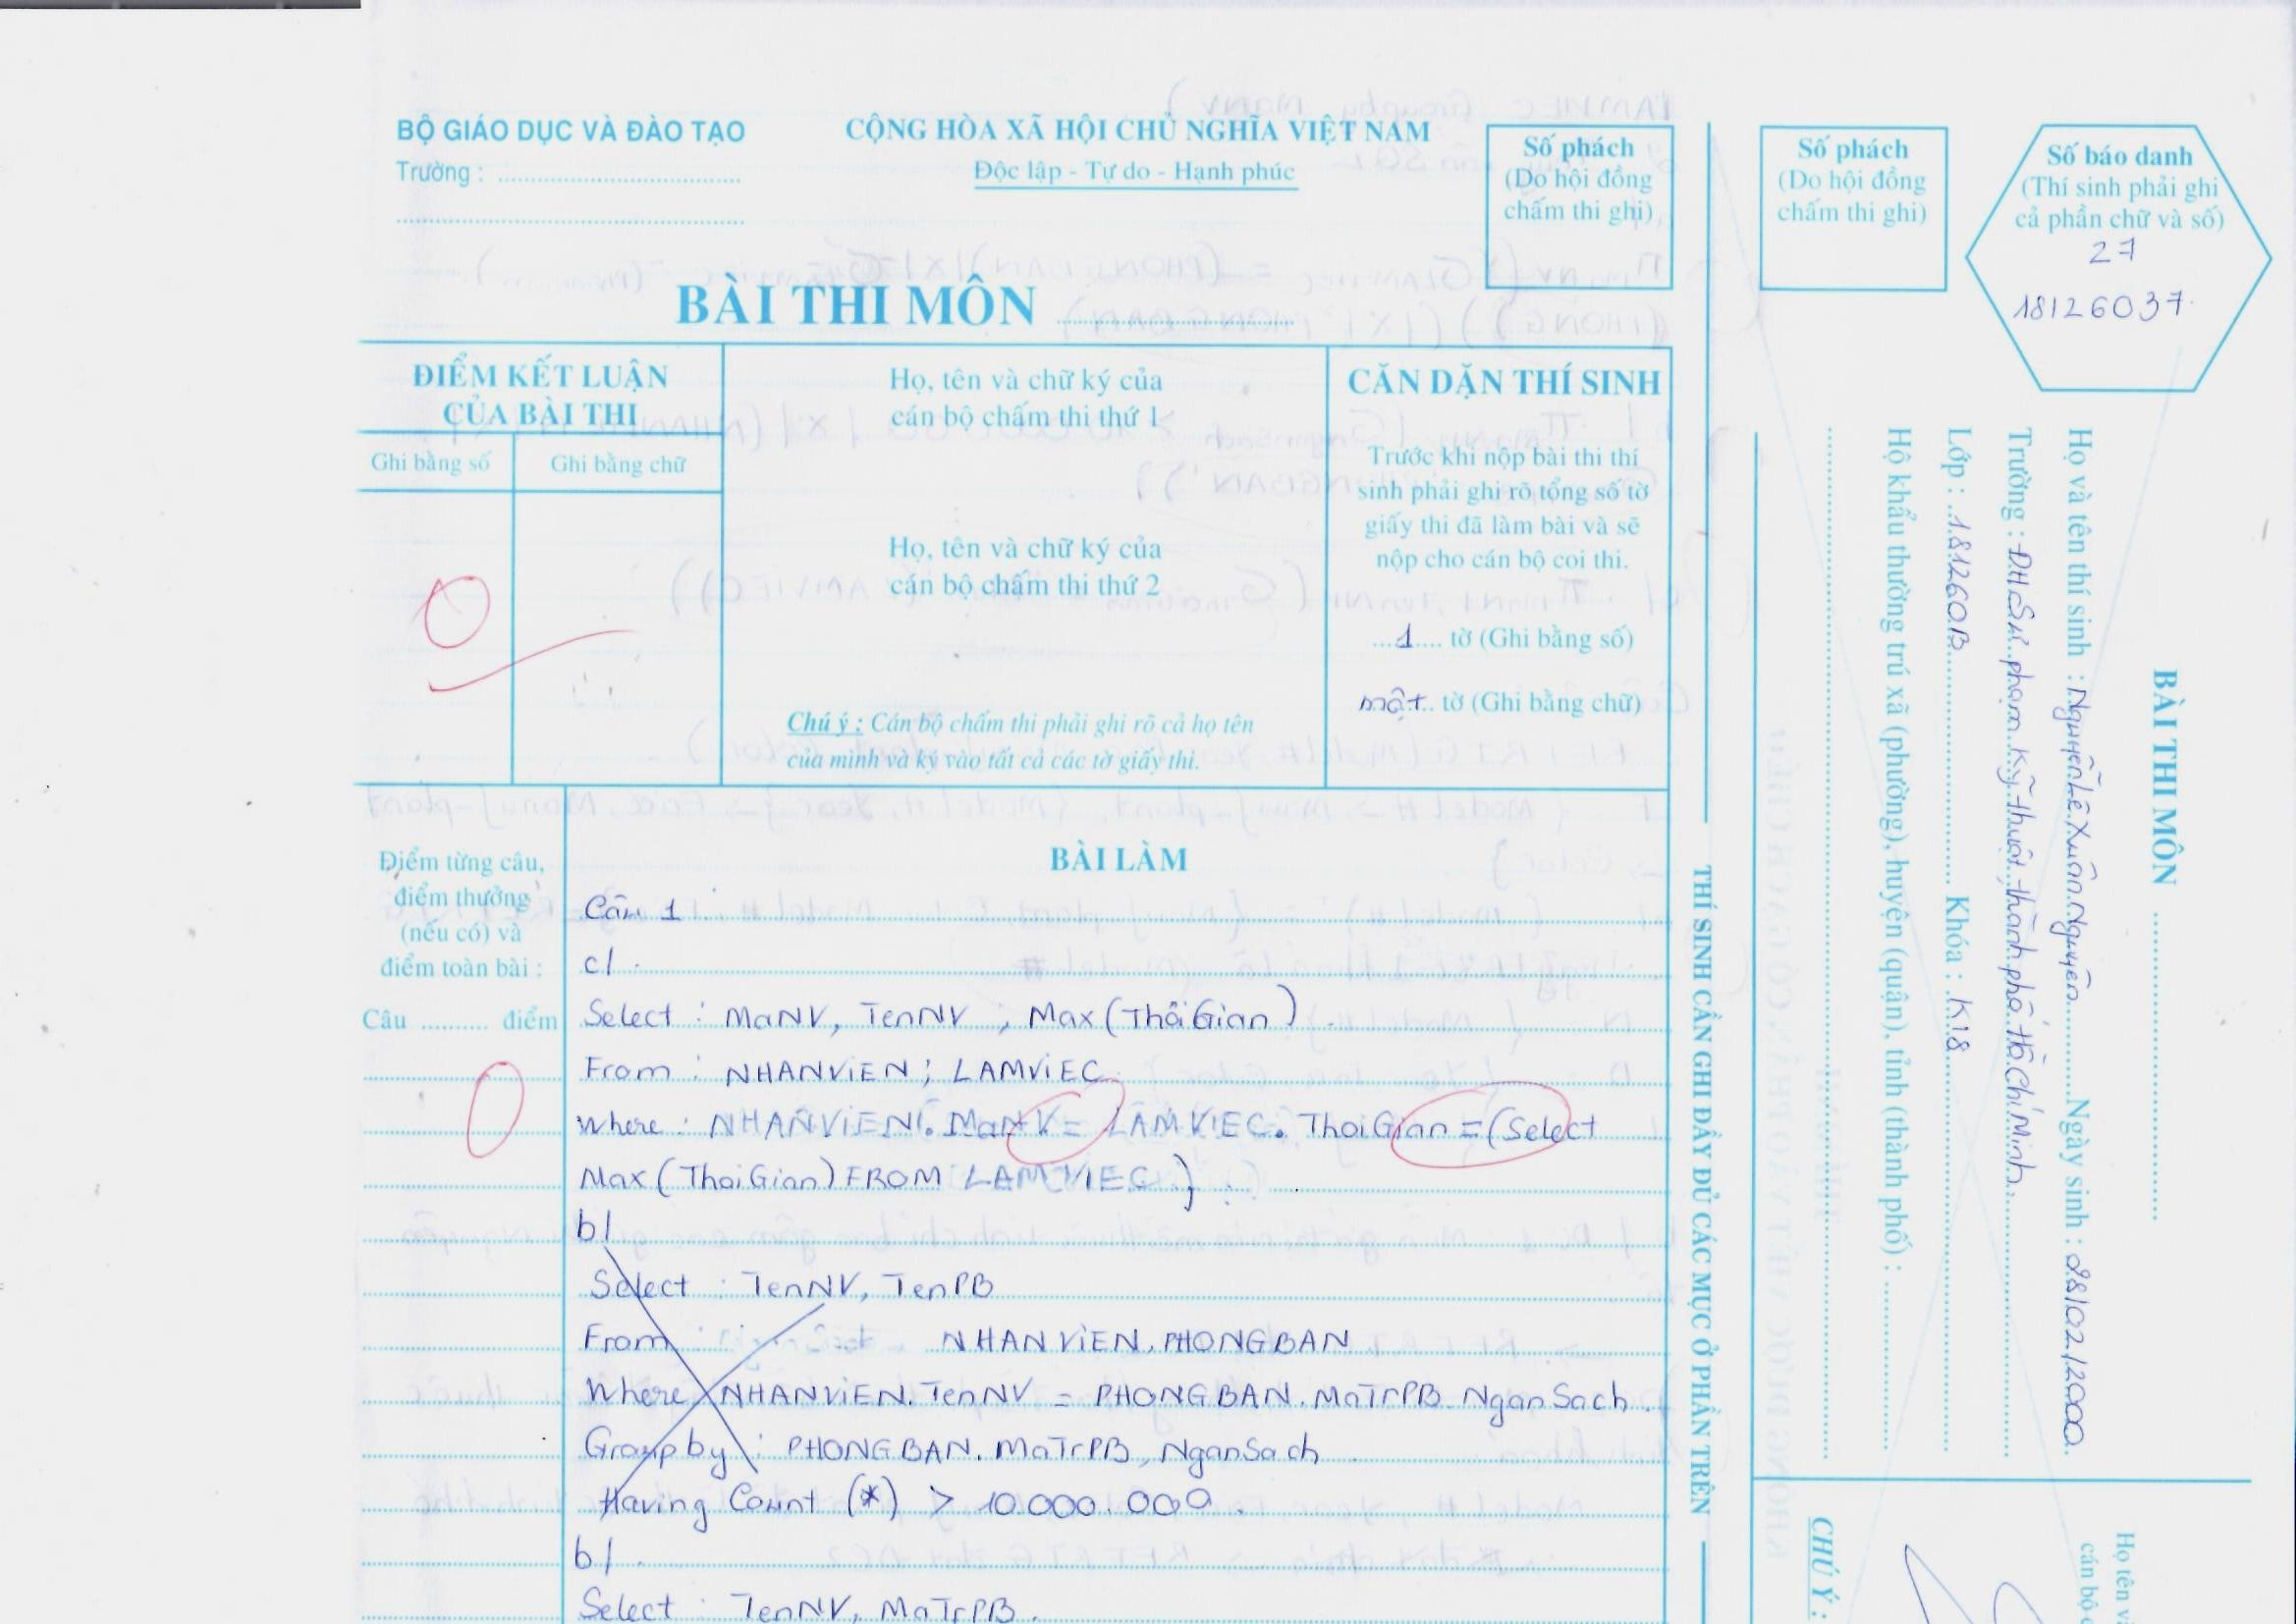 BỘ GIÁO DỤC VÀ ĐÀO TẠO
Trường : ....................................
....................................................
CỘNG HÒA XÃ HỘI CHỦ NGHĨA VIỆT NAM
Độc lập - Tự do - Hạnh phúc
Số phách
(Do hội đồng
chấm thi ghi)
BÀI THI MÔN ....................................
ĐIỂM KẾT LUẬN
CỦA BÀI THI
Ghi bằng số
Ghi bằng chữ
0
Họ, tên và chữ ký của
cán bộ chấm thi thứ 1
Họ, tên và chữ ký của
cán bộ chấm thi thứ 2
Chú ý : Cán bộ chấm thi phải ghi rõ cả họ tên
của mình và ký vào tất cả các tờ giấy thi.
CĂN DẶN THÍ SINH
Trước khi nộp bài thi thí
sinh phải ghi rõ tổng số tờ
giấy thi đã làm bài và sẽ
nộp cho cán bộ coi thi.
...1.... tờ (Ghi bằng số)
một.. tờ (Ghi bằng chữ)
Điểm từng câu,
điểm thưởng
(nếu có) và
điểm toàn bài :
Câu .......... điểm
0
BÀI LÀM
Câu 1 :
c/ .
Select : MaNV, TenNV , Max(ThờiGian) .
From : NHANViEN ; LAMViEC
Where : NHANViEN. MaNV = LAMVIEC. ThoiGian = (Select
Max (ThoiGian) FROM LAMVIEC) .
b/
Select : TenNV, TenPB
From : NHANViEN, PHONGBAN
Where NHANViEN. TenNV = PHONGBAN. MaTrPB NganSach .
Group by : PHONGBAN. MaTrPB, NganSach
Having Count (*) > 10.000.000 .
b/ .
Select : TenNV, MaTrPB .
THÍ SINH CẦN GHI ĐẦY ĐỦ CÁC MỤC Ở PHẦN TRÊN
Số phách
(Do hội đồng
chấm thi ghi)
Số báo danh
(Thí sinh phải ghi
cả phần chữ và số)
27
18126037
BÀI THI MÔN ....................................
Họ và tên thí sinh : Nguyễn Lê Xuân Nguyên ......... Ngày sinh : 28/02/2000
Trường : ĐH Sư phạm Kỹ thuật thành phố Hồ Chí Minh
Lớp : 181260B .................... Khóa : K18
Hộ khẩu thường trú xã (phường), huyện (quận), tỉnh (thành phố) : ....................
CHÚ Ý :
Họ tên và
cán bộ